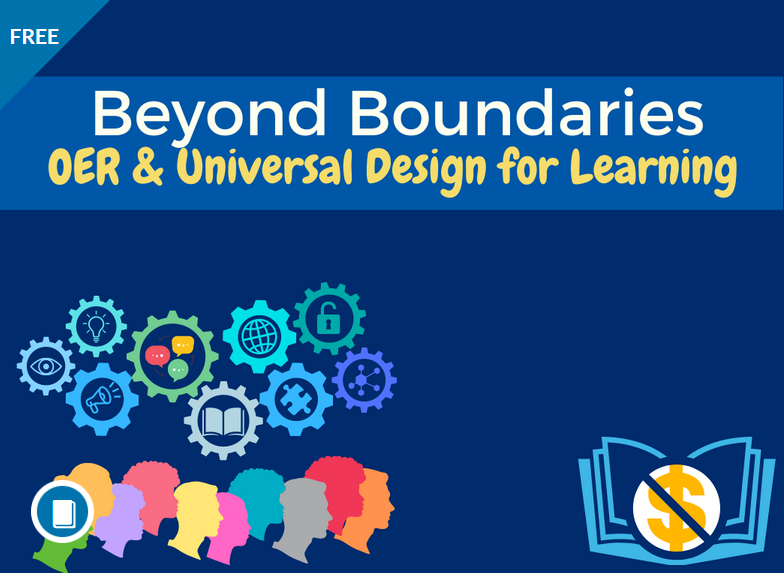 FREE
Beyond Boundaries
OER & Universal Design for Learning
$